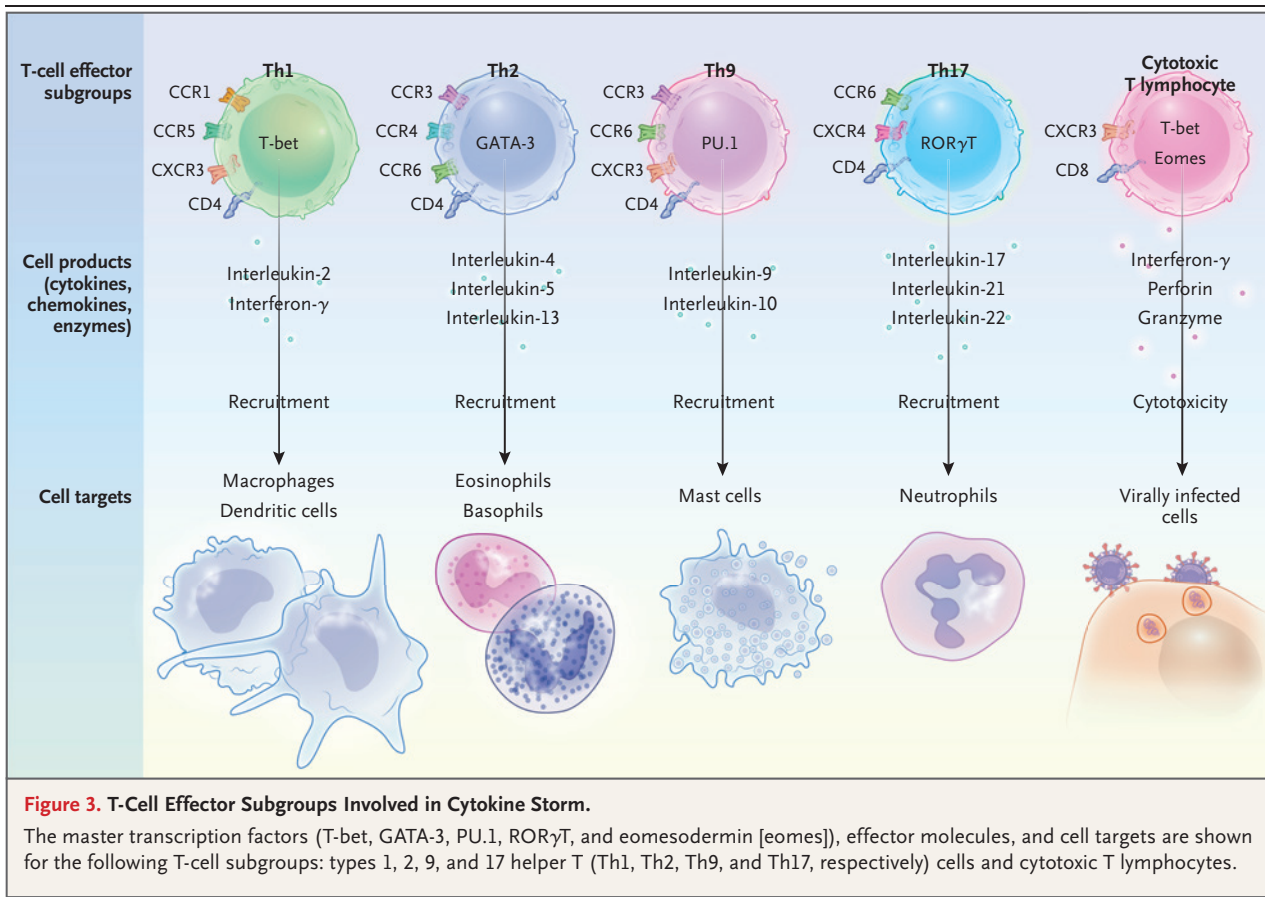 T-cell effector
subgroups
Th1
CCR1
CCR5
CXCR3
CD4
T-bet
Th2
CCR3
CCR4
CCR6
CD4
GATA-3
Th9
CCR3
CCR6
CXCR3
CD4
PU.1
Th17
CCR6
CXCR4
CD4
RORγT
Cytotoxic
T lymphocyte
CXCR3
CD8
T-bet
Eomes
Cell products
(cytokines,
chemokines,
enzymes)
Interleukin-2
Interferon-γ
Interleukin-4
Interleukin-5
Interleukin-13
Interleukin-9
Interleukin-10
Interleukin-17
Interleukin-21
Interleukin-22
Interferon-γ
Perforin
Granzyme
Recruitment
Recruitment
Recruitment
Recruitment
Cytotoxicity
Cell targets
Macrophages
Dendritic cells
Eosinophils
Basophils
Mast cells
Neutrophils
Virally infected
cells
Figure 3. T-Cell Effector Subgroups Involved in Cytokine Storm.
The master transcription factors (T-bet, GATA-3, PU.1, RORγT, and eomesodermin [eomes]), effector molecules, and cell targets are shown
for the following T-cell subgroups: types 1, 2, 9, and 17 helper T (Th1, Th2, Th9, and Th17, respectively) cells and cytotoxic T lymphocytes.